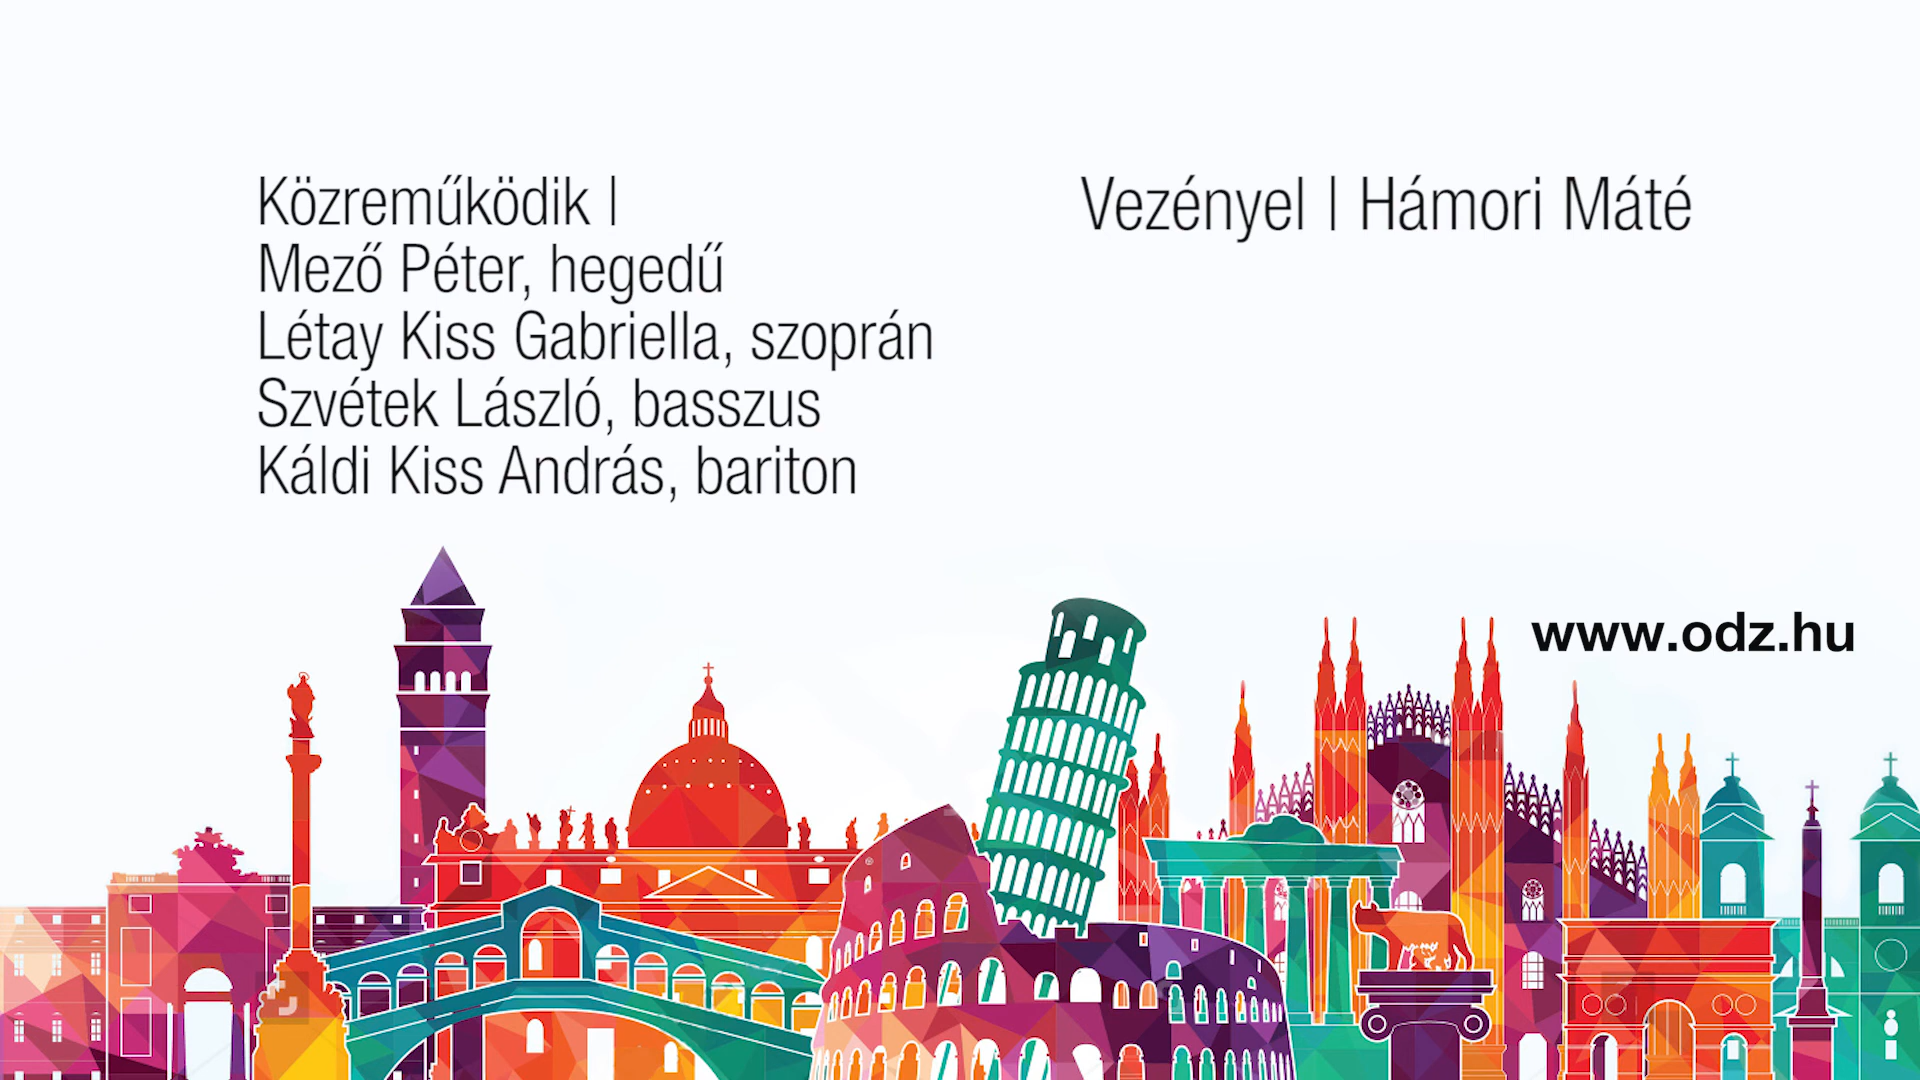 Közreműködik |
Mező Péter, hegedű
Létay Kiss Gabriella, szoprán
Szvétek László, basszus
Káldi Kiss András, bariton
Vezényel | Hámori Máté
www.odz.hu